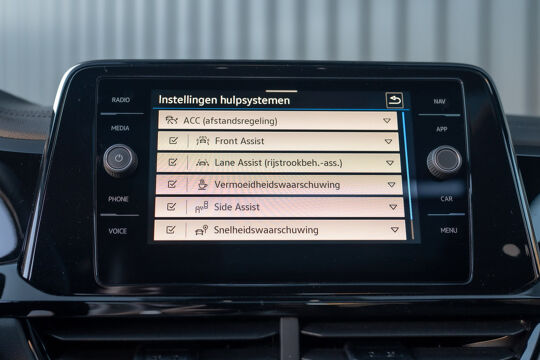 Instellingen hulpsystemen
RADIO
MEDIA
PHONE
VOICE
ACC (afstandsregeling)
Front Assist
Lane Assist (rijstrookbeh.-ass.)
Vermoeidheidswaarschuwing
Side Assist
Snelheidswaarschuwing
NAV
APP
CAR
MENU